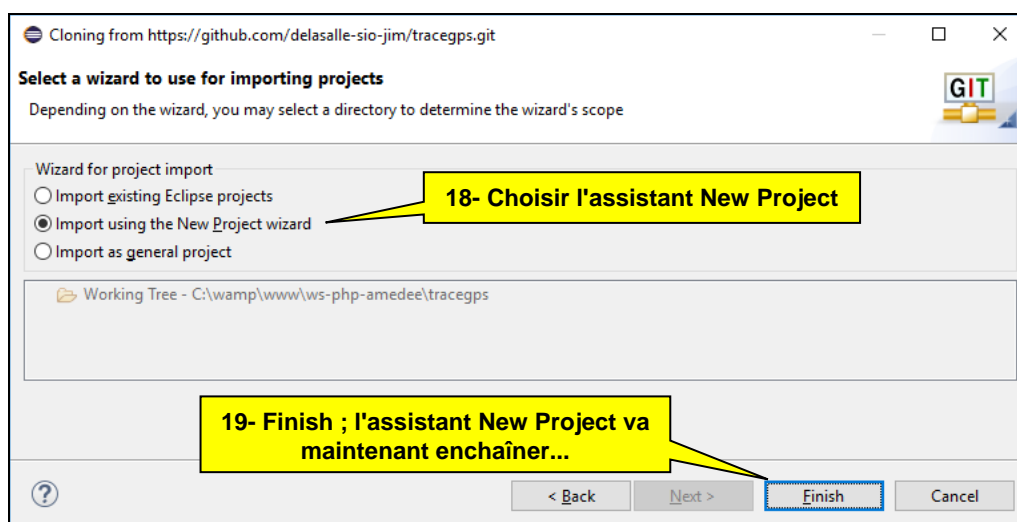 Cloning from https://github.com/delasalle-sio-jim/tracegps.git
Select a wizard to use for importing projects
Depending on the wizard, you may select a directory to determine the wizard's scope
GIT
Wizard for project import
Import existing Eclipse projects
18- Choisir l'assistant New Project
Import using the New Project wizard
Import as general project
Working Tree - C:\wamp\www\ws-php-amedee\tracegps
19- Finish ; l'assistant New Project va
maintenant enchaîner...
?
< Back
Next >
Finish
Cancel